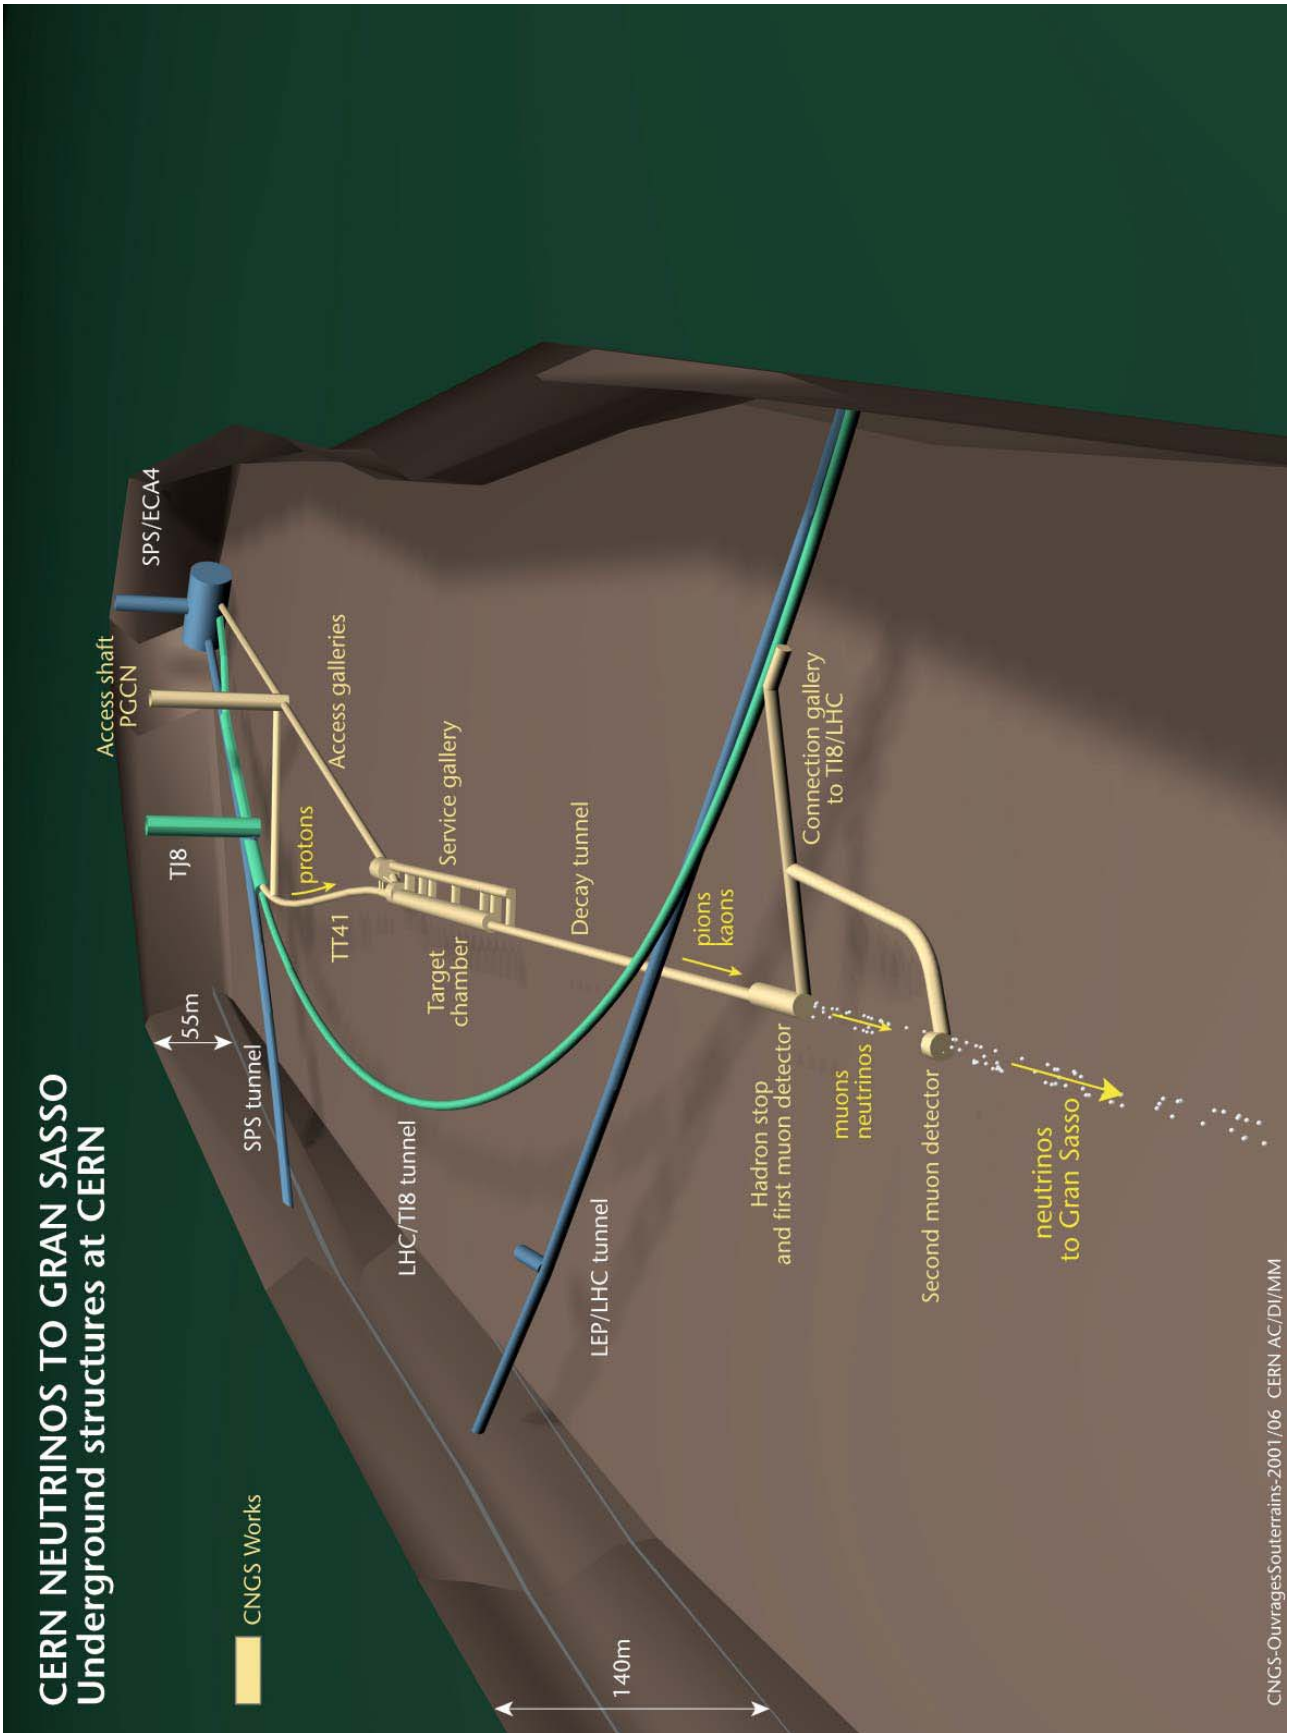 CERN NEUTRINOS TO GRAN SASSO
Underground structures at CERN
CNGS Works
SPS/ECA4
Access shaft
PGCN
TJ8
55m
SPS tunnel
protons
Access galleries
TT41
Service gallery
Target
chamber
LHC/TI8 tunnel
Decay tunnel
LEP/LHC tunnel
pions
kaons
Connection gallery
to TI8/LHC
Hadron stop
and first muon detector
muons
neutrinos
Second muon detector
neutrinos
to Gran Sasso
140m
CNGS-OuvragesSouterrains-2001/06 CERN AC/DI/MM